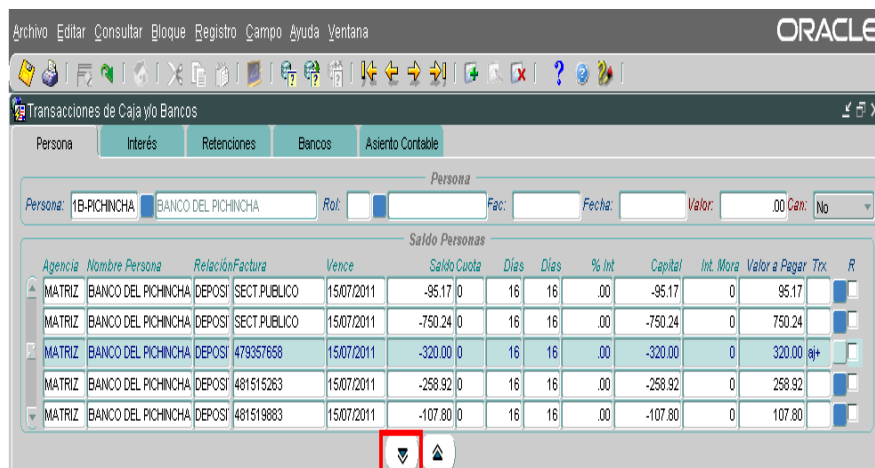 Archivo Editar Consultar Bloque Registro Campo Ayuda Ventana ORACLE
Transacciones de Caja y/o Bancos
Persona Interés Retenciones Bancos Asiento Contable
Persona
Persona: 1B-PICHINCHA BANCO DEL PICHINCHA Rol: Fac: Fecha: Valor: .00 Can: No
Saldo Personas
Agencia Nombre Persona Relación Factura Vence Saldo Cuota Días Días % Int Capital Int. Mora Valor a Pagar Trx R
MATRIZ BANCO DEL PICHINCHA DEPOSI SECT.PUBLICO 15/07/2011 -95.17 0 16 16 .00 -95.17 0 95.17
MATRIZ BANCO DEL PICHINCHA DEPOSI SECT.PUBLICO 15/07/2011 -750.24 0 16 16 .00 -750.24 0 750.24
MATRIZ BANCO DEL PICHINCHA DEPOSI 479357658 15/07/2011 -320.00 0 16 16 .00 -320.00 0 320.00 aj+
MATRIZ BANCO DEL PICHINCHA DEPOSI 481515263 15/07/2011 -258.92 0 16 16 .00 -258.92 0 258.92
MATRIZ BANCO DEL PICHINCHA DEPOSI 481519883 15/07/2011 -107.80 0 16 16 .00 -107.80 0 107.80